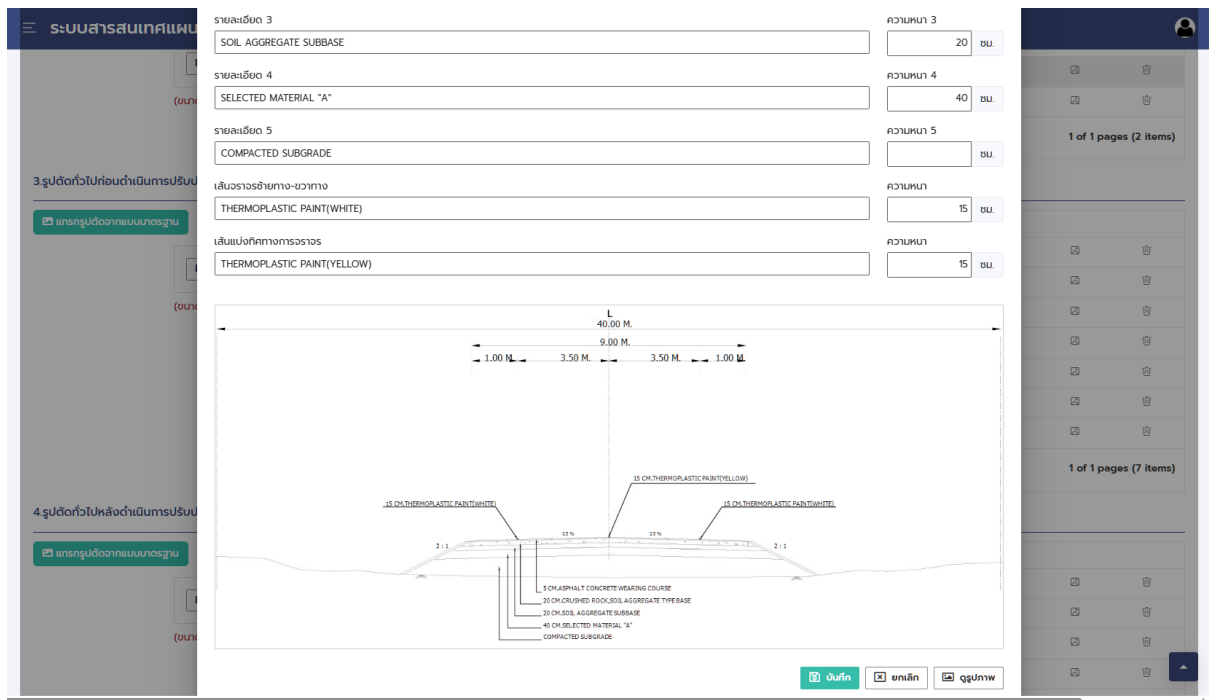 ระบบสารสนเทศแผน
รายละเอียด 3
ความหนา 3
SOIL AGGREGATE SUBBASE
20 ซม.
รายละเอียด 4
ความหนา 4
SELECTED MATERIAL "A"
40 ซม.
(ขนา
รายละเอียด 5
ความหนา 5
1 of 1 pages (2 items)
COMPACTED SUBGRADE
ซม.
3.รูปตัดทั่วไปก่อนดำเนินการปรับป
เส้นจราจรซ้ายทาง-ขวาทาง
ความหนา
THERMOPLASTIC PAINT(WHITE)
15 ซม.
แทรกรูปตัดจากแบบมาตรฐาน
เส้นแบ่งทิศทางการจราจร
ความหนา
THERMOPLASTIC PAINT(YELLOW)
15 ซม.
(ขนา
L
40.00 M.
9.00 M.
1.00 M. 3.50 M. 3.50 M. 1.00 M.
1 of 1 pages (7 items)
15 CM.THERMOPLASTIC PAINT(YELLOW)
15 CM.THERMOPLASTIC PAINT(WHITE)
15 CM.THERMOPLASTIC PAINT(WHITE)
4.รูปตัดทั่วไปหลังดำเนินการปรับป
2.5 % 2.5 %
2 : 1 2 : 1
แทรกรูปตัดจากแบบมาตรฐาน
5 CM.ASPHALT CONCRETE WEARING COURSE
20 CM.CRUSHED ROCK,SOIL AGGREGATE TYPE BASE
20 CM.SOIL AGGREGATE SUBBASE
40 CM.SELECTED MATERIAL "A"
COMPACTED SUBGRADE
(ขนา
บันทึก ยกเลิก ดูรูปภาพ